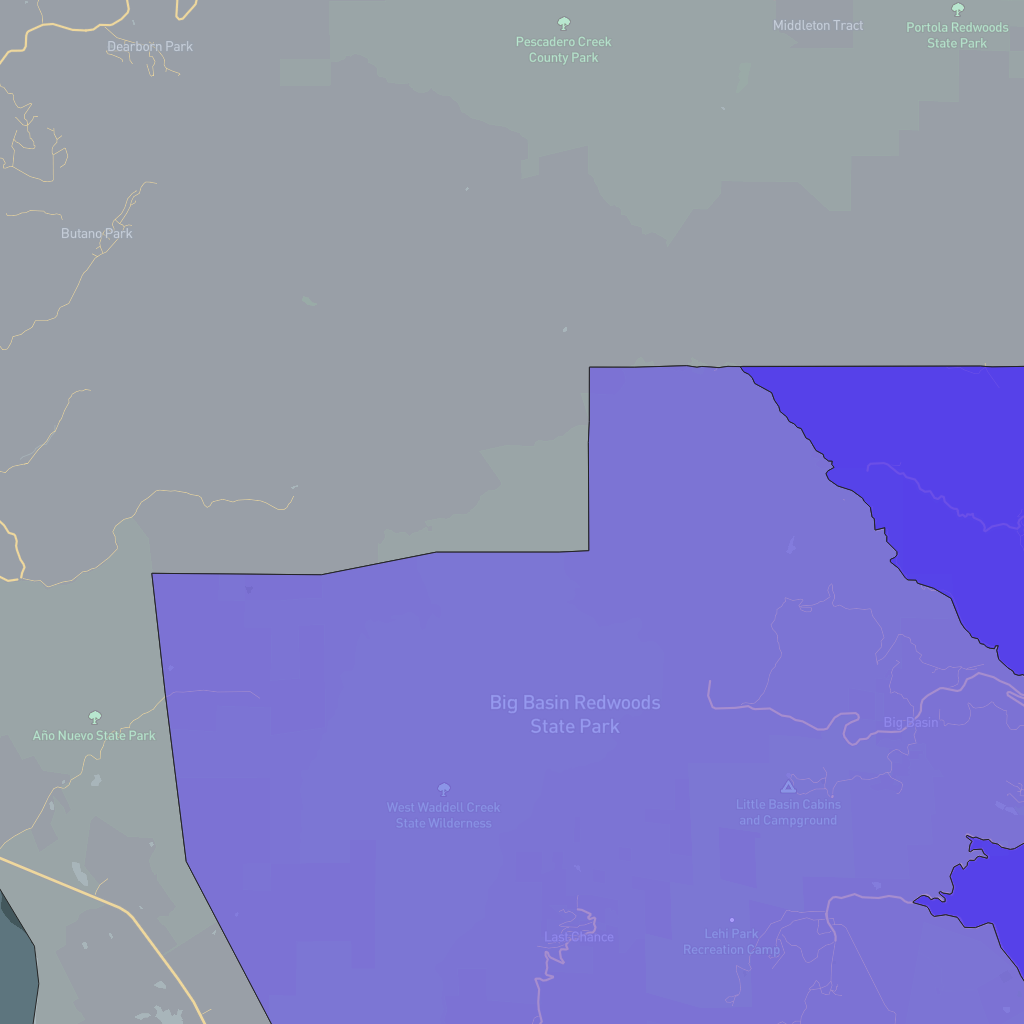 Dearborn Park
Pescadero Creek
County Park
Middleton Tract
Portola Redwoods
State Park
Butano Park
Big Basin Redwoods
State Park
Año Nuevo State Park
Big Basin
West Waddell Creek
State Wilderness
Little Basin Cabins
and Campground
Last Chance
Lehi Park
Recreation Camp